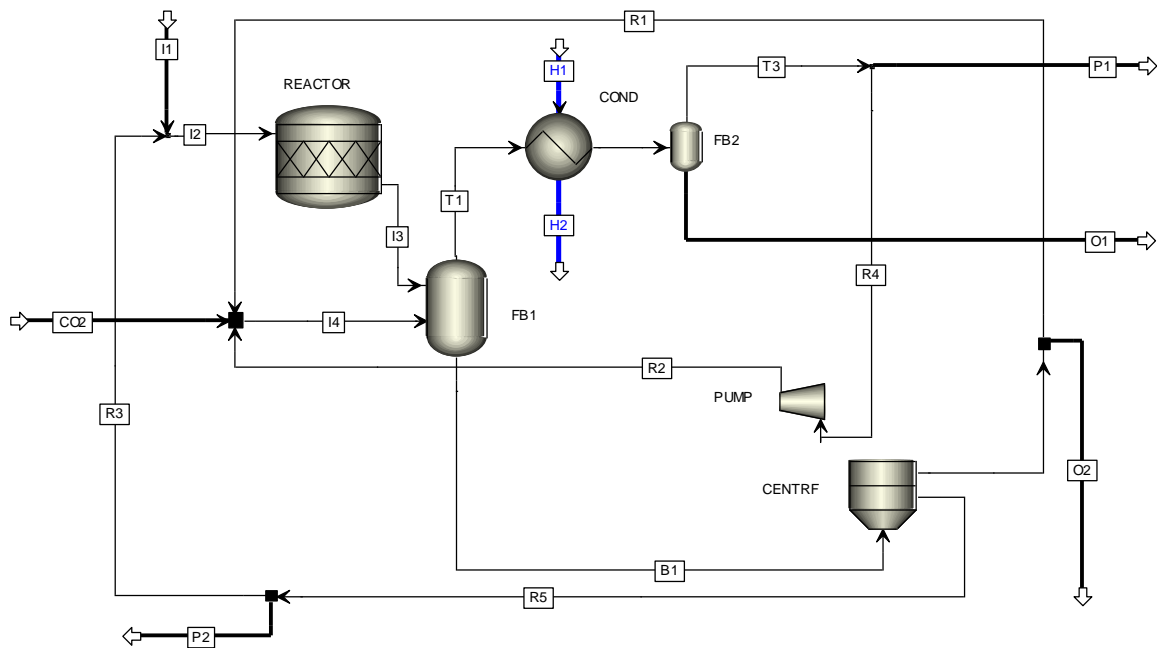 R1
I1
H1
T3
P1
REACTOR
COND
I2
FB2
T1
H2
I3
O1
R4
FB1
CO2
I4
R2
PUMP
R3
O2
CENTRF
B1
R5
P2